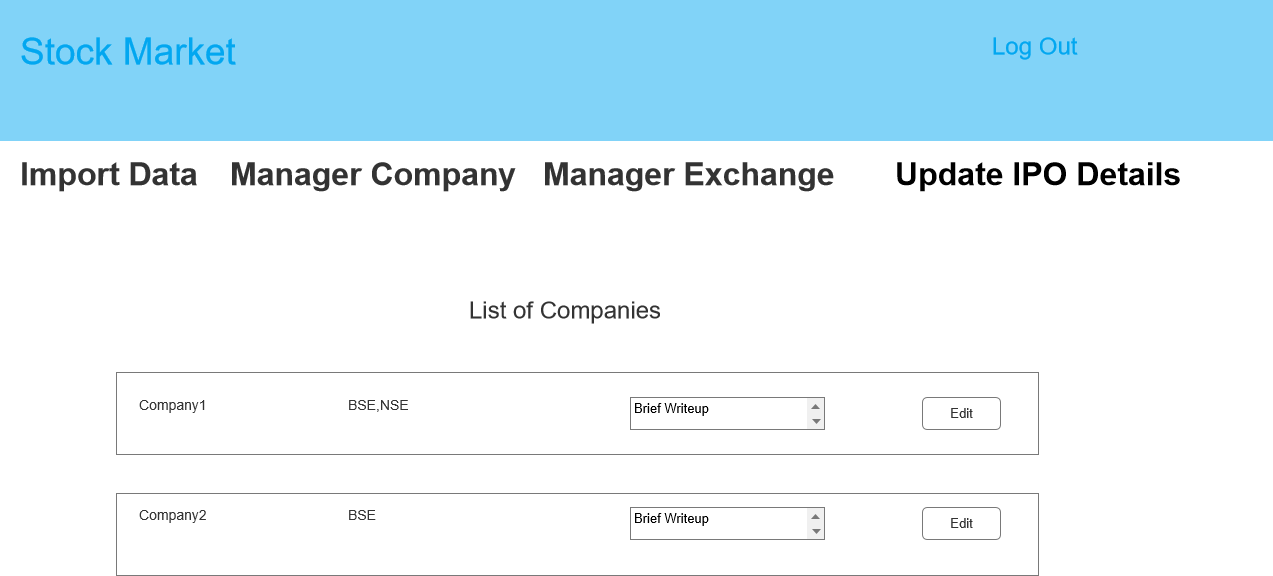 Stock Market Log Out
Import Data Manager Company Manager Exchange Update IPO Details
List of Companies
Company1 BSE,NSE Brief Writeup Edit
Company2 BSE Brief Writeup Edit